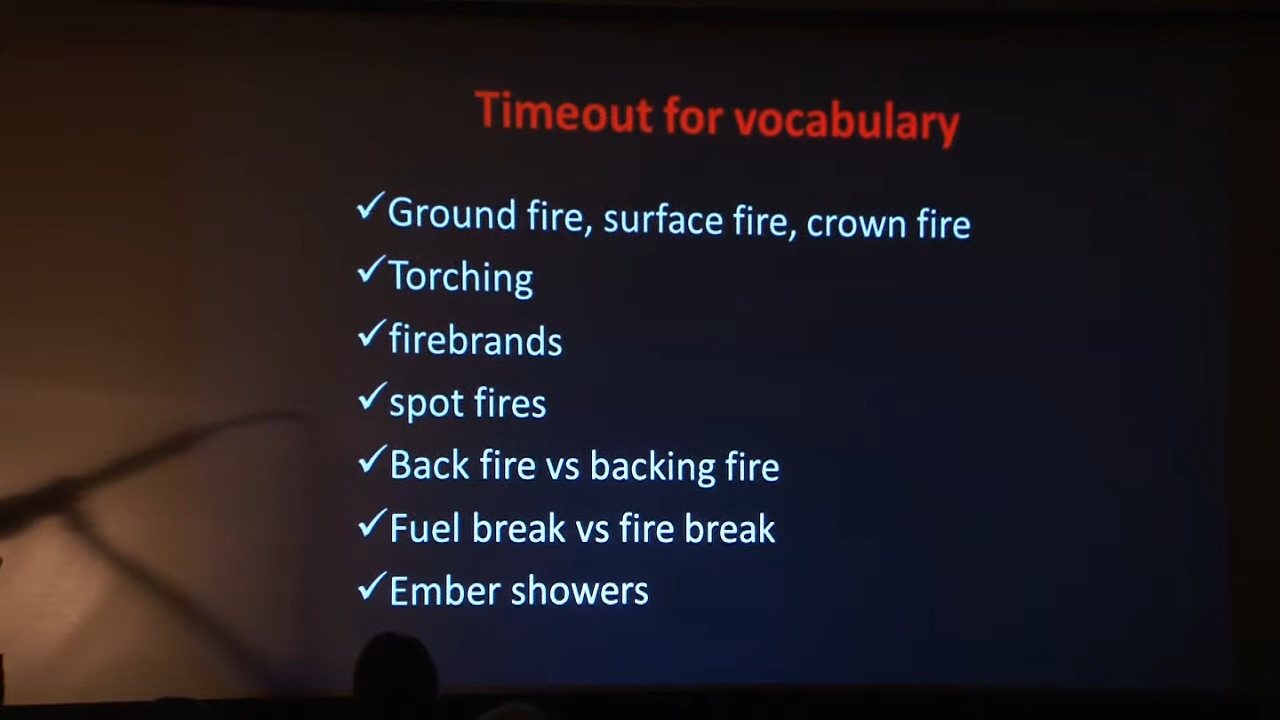 Timeout for vocabulary
✓Ground fire, surface fire, crown fire
✓Torching
✓firebrands
✓spot fires
✓Back fire vs backing fire
✓Fuel break vs fire break
✓Ember showers